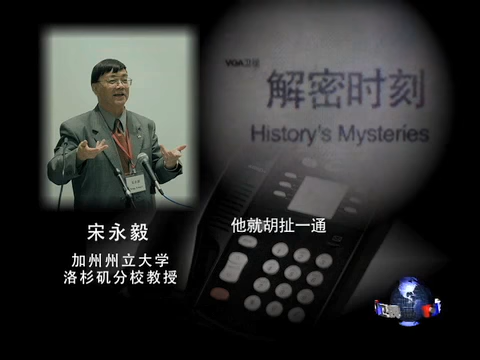 VOA卫视
解密时刻
History's Mysteries
他就胡扯一通
宋永毅
加州州立大学
洛杉矶分校教授